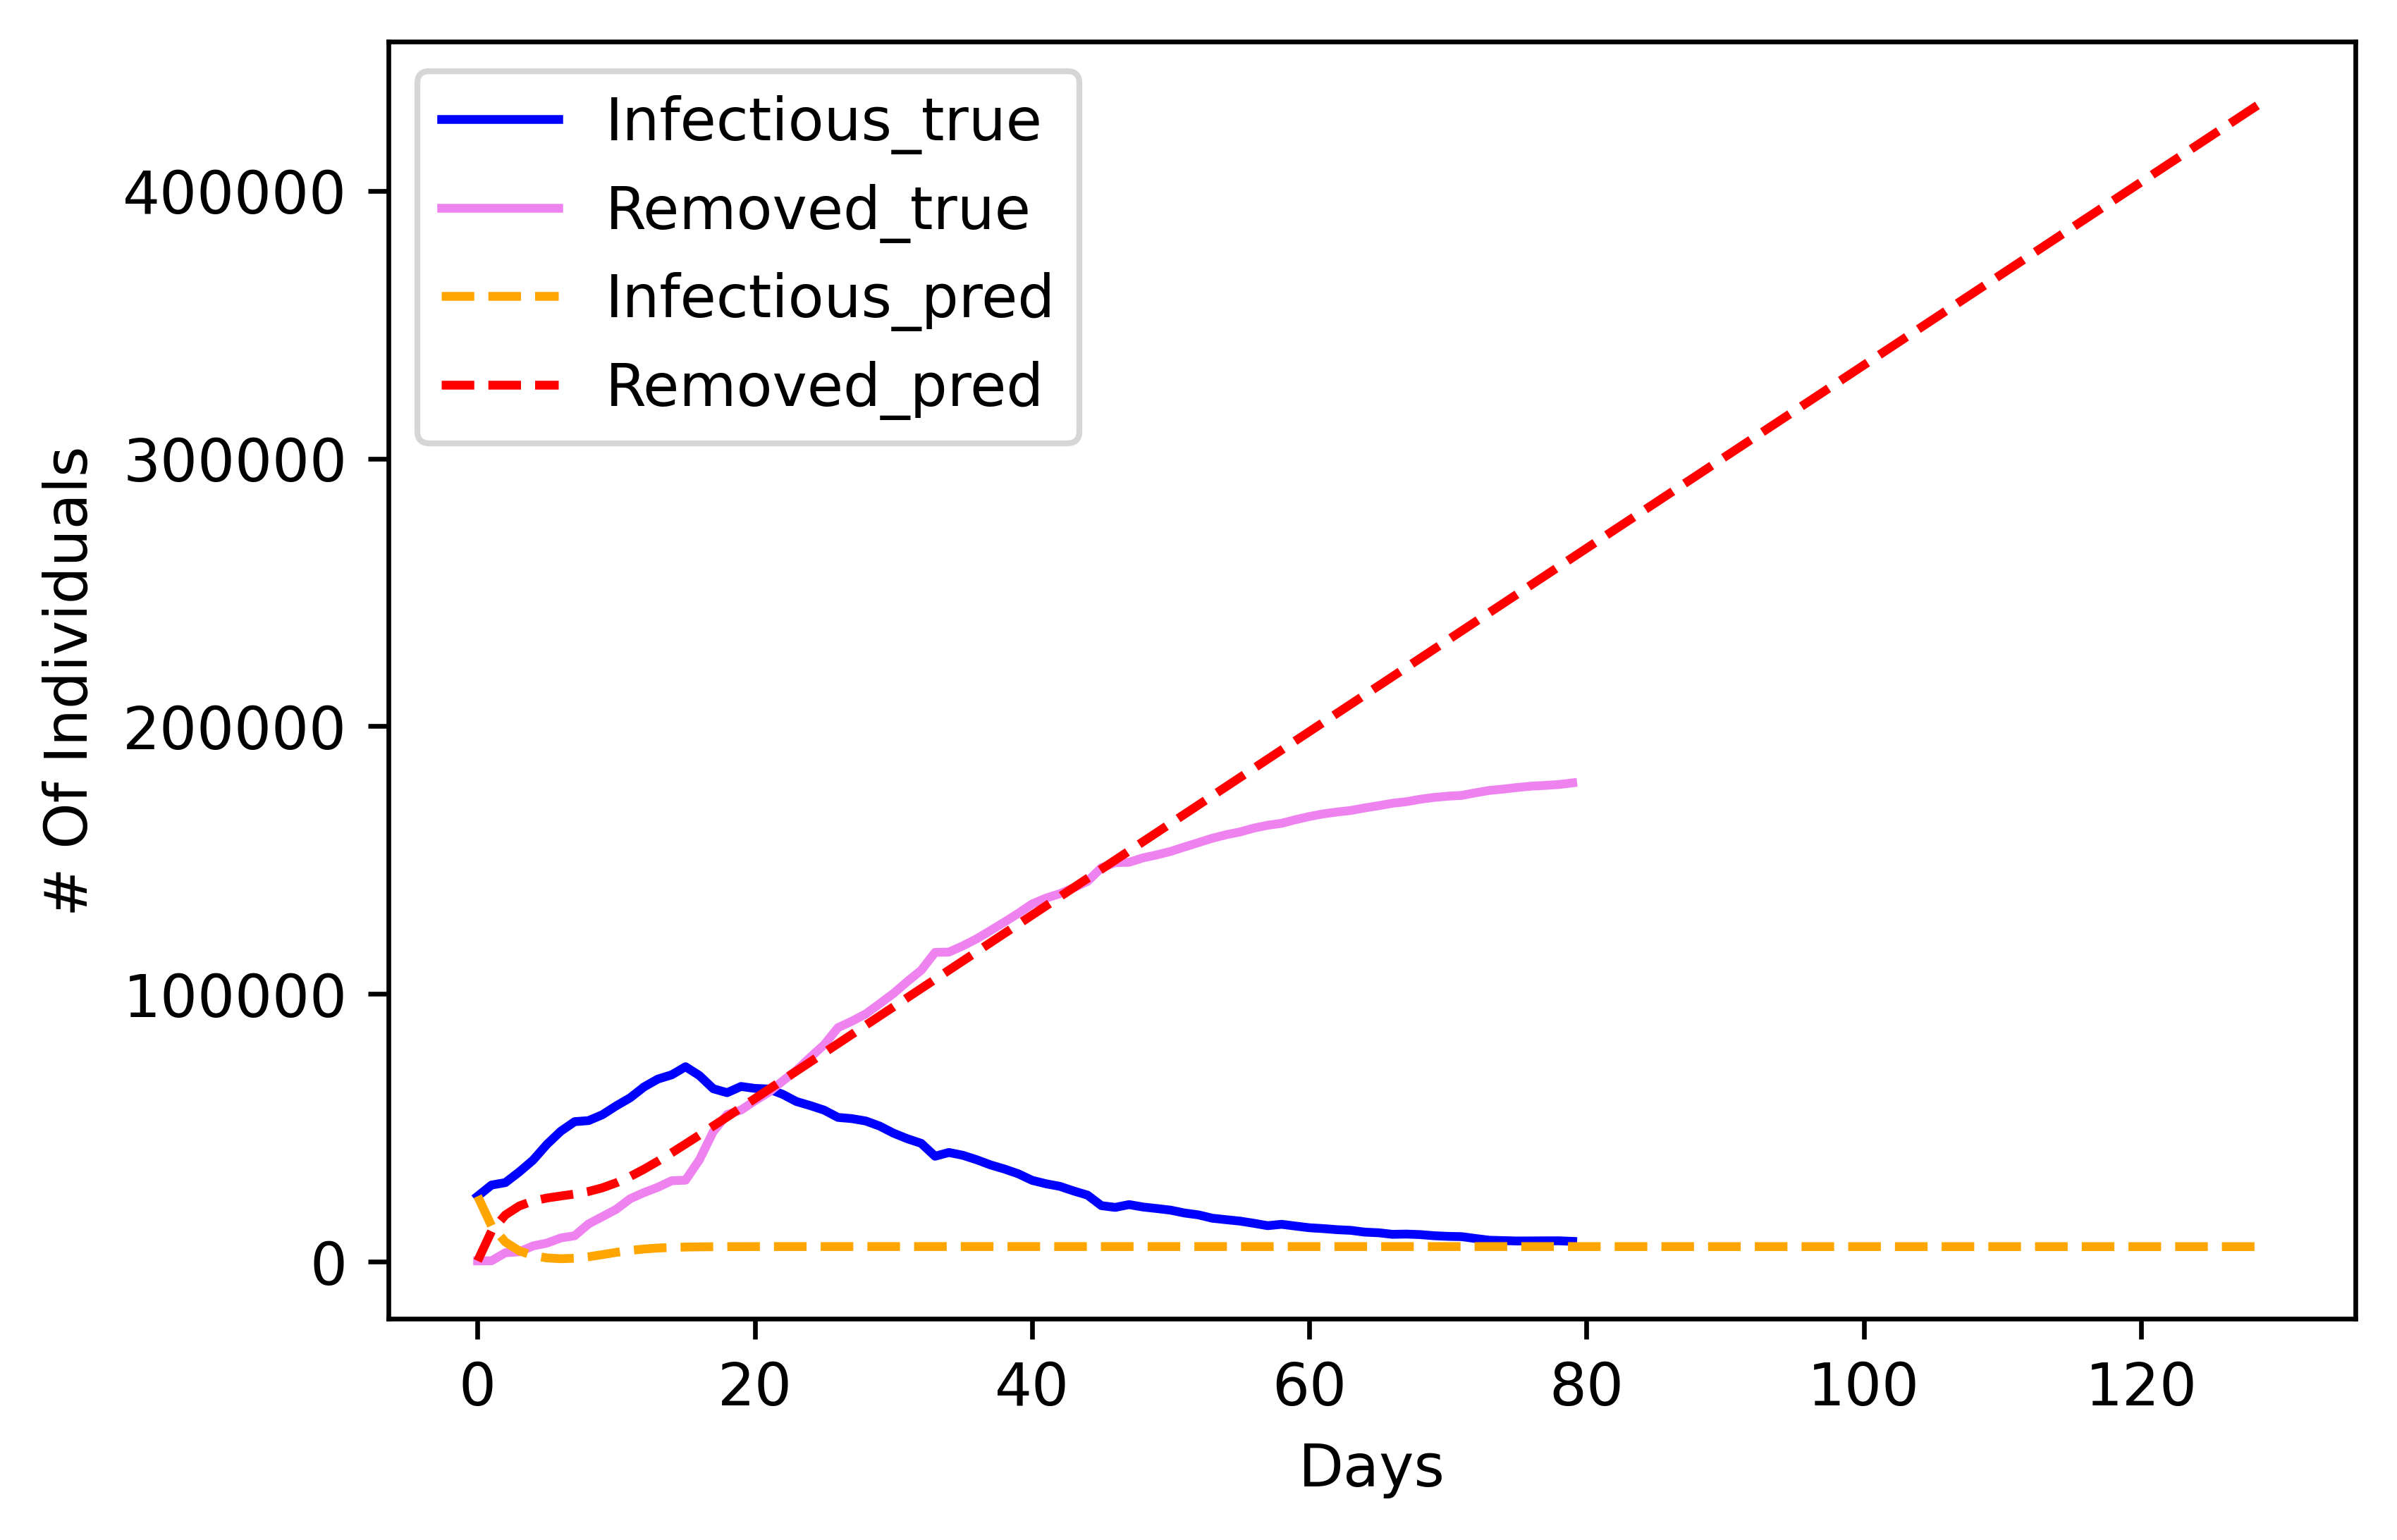 Infectious_true
Removed_true
Infectious_pred
Removed_pred
400000
300000
200000
100000
0
# Of Individuals
0 20 40 60 80 100 120
Days